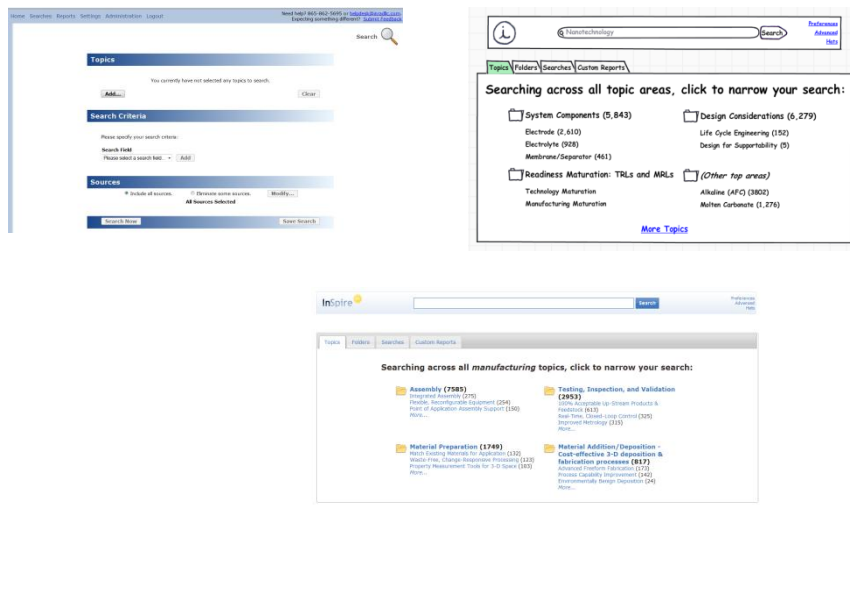 Home Searches Reports Settings Administration Logout
Need help? 865-862-5695 or helpdesk@iprodllc.com
Expecting something different? Submit Feedback
Search
Topics
You currently have not selected any topics to search.
Add... Clear
Search Criteria
Please specify your search criteria.
Search Field
Please select a search field... Add
Sources
Include all sources. Eliminate some sources. Modify...
All Sources Selected
Search Now Save Search
i Nanotechnology Search
Preferences
Advanced
Help
Topics Folders Searches Custom Reports
Searching across all topic areas, click to narrow your search:
System Components (5,843)
Electrode (2,610)
Electrolyte (928)
Membrane/Separator (461)
Design Considerations (6,279)
Life Cycle Engineering (152)
Design for Supportability (5)
Readiness Maturation: TRLs and MRLs
Technology Maturation
Manufacturing Maturation
(Other top areas)
Alkaline (AFC) (3802)
Molten Carbonate (1,276)
More Topics
InSpire
Search
Preferences
Advanced
Help
Topics Folders Searches Custom Reports
Searching across all manufacturing topics, click to narrow your search:
Assembly (7585)
Integrated Assembly (275)
Flexible, Reconfigurable Equipment (254)
Point of Application Assembly Support (150)
More...
Testing, Inspection, and Validation
(2953)
100% Acceptable Up-Stream Products &
Feedstock (613)
Real-Time, Closed-Loop Control (325)
Improved Metrology (315)
More...
Material Preparation (1749)
Match Existing Materials for Application (132)
Waste-Free, Change-Responsive Processing (123)
Property Measurement Tools for 3-D Space (103)
More...
Material Addition/Deposition -
Cost-effective 3-D deposition &
fabrication processes (817)
Advanced Freeform Fabrication (173)
Process Capability Improvement (142)
Environmentally Benign Deposition (24)
More...